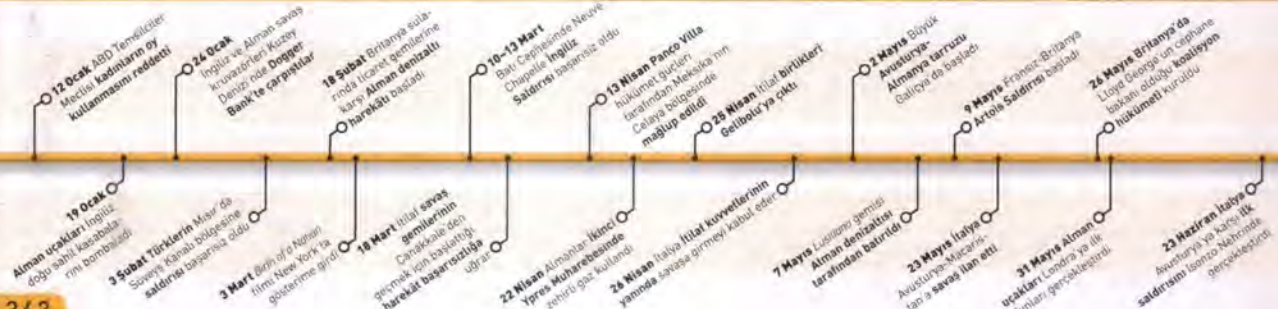 12 Ocak ABD Temsilciler
Meclisi kadınların oy
kullanmasını reddetti
24 Ocak
İngiliz ve Alman savaş
kruvazörleri Kuzey
Denizi'nde Dogger
Bank'te çarpıştılar
18 Şubat Britanya sula-
rında ticaret gemilerine
karşı Alman denizaltı
harekâtı başladı
10–13 Mart
Batı Cephesinde Neuve
Chapelle İngiliz
Saldırısı başarısız oldu
13 Nisan Panco Villa
hükümet güçleri
tarafından Meksika'nın
Celaya bölgesinde
mağlup edildi
25 Nisan İtilaf birlikleri
Gelibolu'ya çıktı
2 Mayıs Büyük
Avusturya-
Almanya taarruzu
Galiçya'da başladı
9 Mayıs Fransız-Britanya
Artois Saldırısı başladı
26 Mayıs Britanya'da
Lloyd George'un cephane
bakanı olduğu koalisyon
hükümeti kuruldu
19 Ocak
Alman uçakları İngiliz
doğu sahil kasabala-
rını bombaladı
3 Şubat Türklerin Mısır'da
Süveyş Kanalı bölgesine
saldırısı başarısız oldu
3 Mart Birth of a Nation
filmi New York'ta
gösterime girdi
18 Mart İtilaf savaş
gemilerinin
Çanakkale'den
geçmek için başlattığı
harekât başarısızlığa
uğrar
22 Nisan Almanlar İkinci
Ypres Muharebesinde
zehirli gaz kullandı
26 Nisan İtalya İtilaf kuvvetlerinin
yanında savaşa girmeyi kabul eder
7 Mayıs Lusitania gemisi
Alman denizaltısı
tarafından batırıldı
23 Mayıs İtalya
Avusturya-Macaris-
tan'a savaş ilan etti
31 Mayıs Alman
uçakları Londra'ya ilk
gerçekleştirdi
23 Haziran İtalya
Avusturya'ya karşı ilk
saldırısını Isonzo Nehrinde
gerçekleştirdi